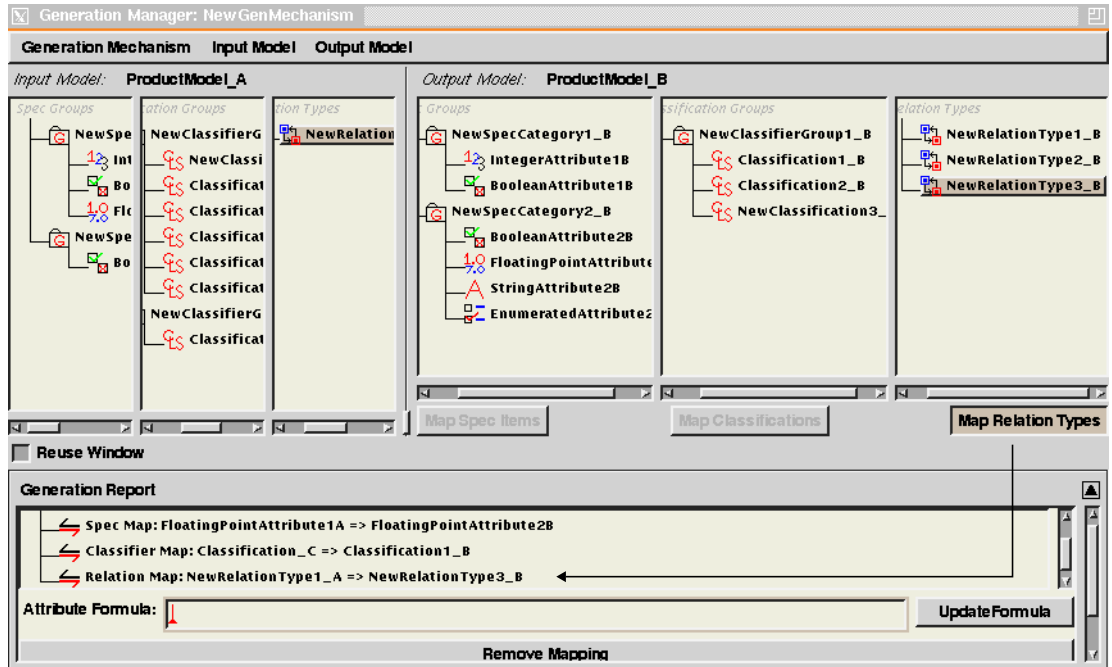 Generation Manager: NewGenMechanism
Generation Mechanism Input Model Output Model
Input Model: ProductModel_A
Output Model: ProductModel_B
Spec Groups
NewSpe
Int
Bo
Flc
NewSpe
Bo
cation Groups
NewClassifierG
NewClassi
Classificat
Classificat
Classificat
Classificat
Classificat
NewClassifierG
Classificat
tion Types
NewRelation
c Groups
NewSpecCategory1_B
IntegerAttribute1B
BooleanAttribute1B
NewSpecCategory2_B
BooleanAttribute2B
FloatingPointAttribute
StringAttribute2B
EnumeratedAttribute2
ssification Groups
NewClassifierGroup1_B
Classification1_B
Classification2_B
NewClassification3_
elation Types
NewRelationType1_B
NewRelationType2_B
NewRelationType3_B
Map Spec Items
Map Classifications
Map Relation Types
Reuse Window
Generation Report
Spec Map: FloatingPointAttribute1A => FloatingPointAttribute2B
Classifier Map: Classification_C => Classification1_B
Relation Map: NewRelationType1_A => NewRelationType3_B
Attribute Formula:
UpdateFormula
Remove Mapping